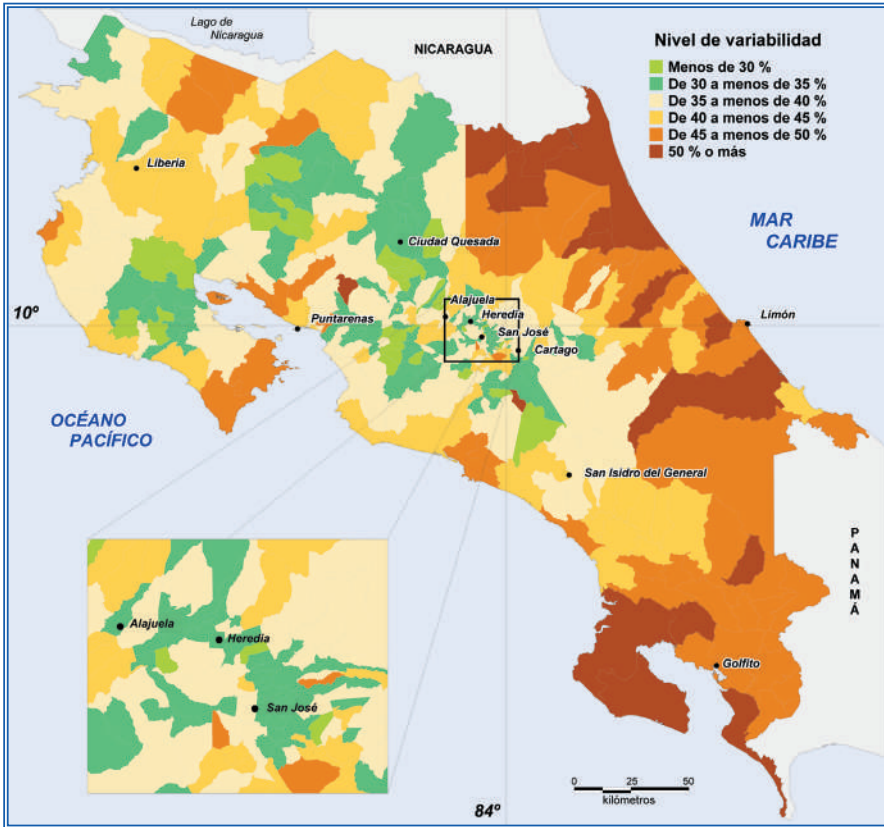 Lago de
Nicaragua
NICARAGUA
Nivel de variabilidad
Menos de 30 %
De 30 a menos de 35 %
De 35 a menos de 40 %
De 40 a menos de 45 %
De 45 a menos de 50 %
50 % o más
Liberia
MAR
CARIBE
Ciudad Quesada
10º
Alajuela
Heredia
Limón
Puntarenas
San José
Cartago
OCÉANO
PACÍFICO
San Isidro del General
PANAMÁ
Alajuela
Heredia
Golfito
San José
0 25 50
kilómetros
84º